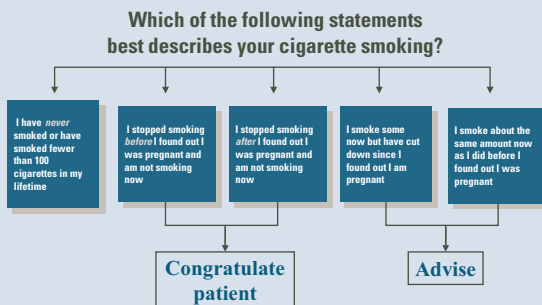 Which of the following statements
best describes your cigarette smoking?
I have never
smoked or have
smoked fewer
than 100
cigarettes in my
lifetime
I stopped smoking
before I found out I
was pregnant and
am not smoking
now
I stopped smoking
after I found out I
was pregnant and
am not smoking
now
I smoke some
now but have cut
down since I
found out I am
pregnant
I smoke about the
same amount now
as I did before I
found out I was
pregnant
Congratulate
patient
Advise